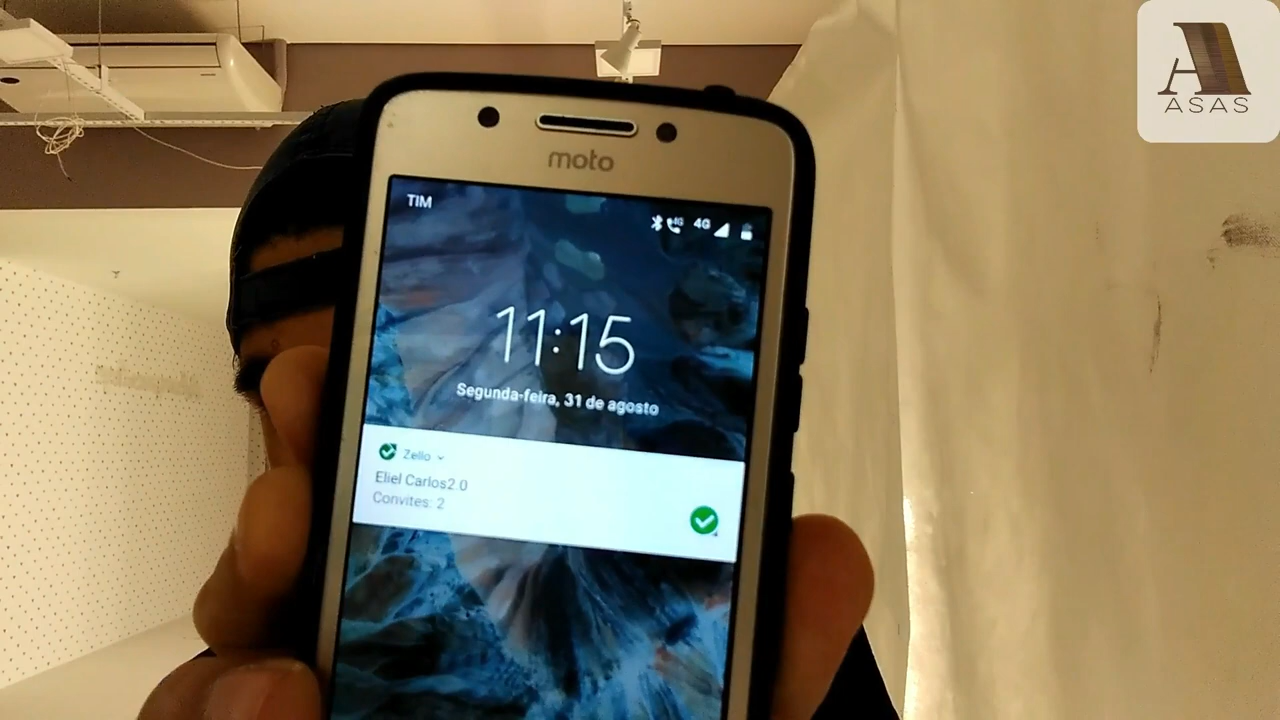 A
ASAS
moto
TIM
4G 4G
11:15
Segunda-feira, 31 de agosto
Zello
Eliel Carlos2.0
Convites: 2